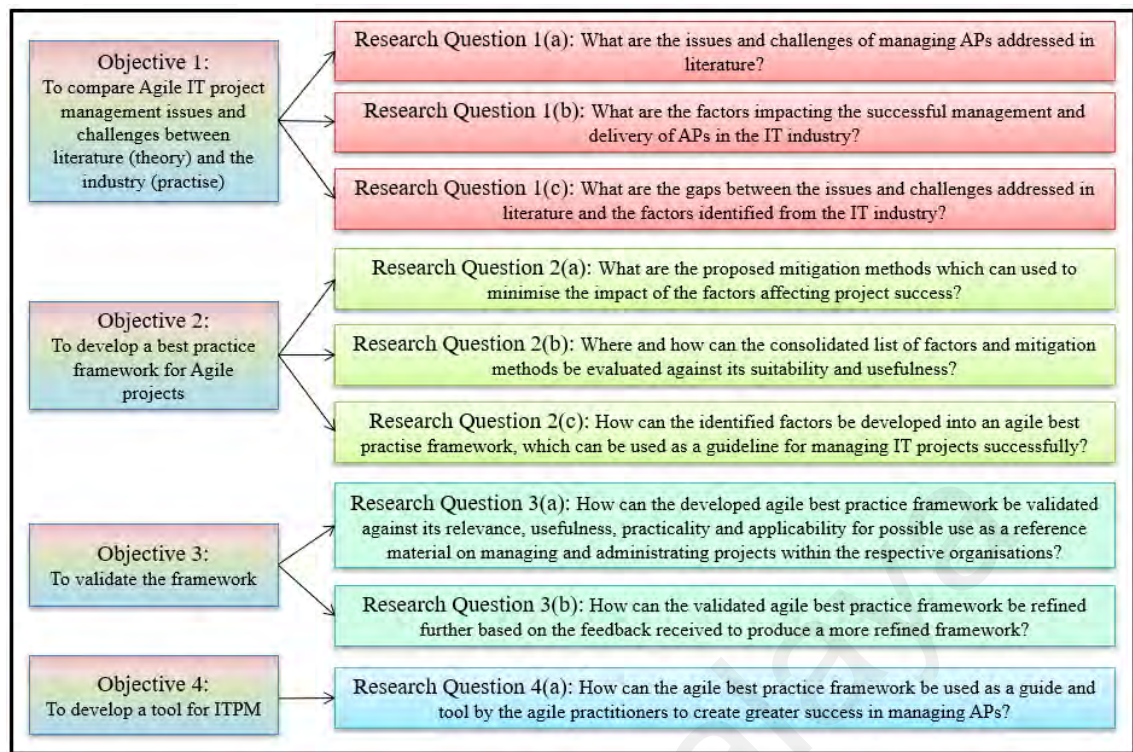 Objective 1:
To compare Agile IT project
management issues and
challenges between
literature (theory) and the
industry (practise)
Research Question 1(a): What are the issues and challenges of managing APs addressed in
literature?
Research Question 1(b): What are the factors impacting the successful management and
delivery of APs in the IT industry?
Research Question 1(c): What are the gaps between the issues and challenges addressed in
literature and the factors identified from the IT industry?
Objective 2:
To develop a best practice
framework for Agile
projects
Research Question 2(a): What are the proposed mitigation methods which can used to
minimise the impact of the factors affecting project success?
Research Question 2(b): Where and how can the consolidated list of factors and mitigation
methods be evaluated against its suitability and usefulness?
Research Question 2(c): How can the identified factors be developed into an agile best
practise framework, which can be used as a guideline for managing IT projects successfully?
Objective 3:
To validate the framework
Research Question 3(a): How can the developed agile best practice framework be validated
against its relevance, usefulness, practicality and applicability for possible use as a reference
material on managing and administrating projects within the respective organisations?
Research Question 3(b): How can the validated agile best practice framework be refined
further based on the feedback received to produce a more refined framework?
Objective 4:
To develop a tool for ITPM
Research Question 4(a): How can the agile best practice framework be used as a guide and
tool by the agile practitioners to create greater success in managing APs?